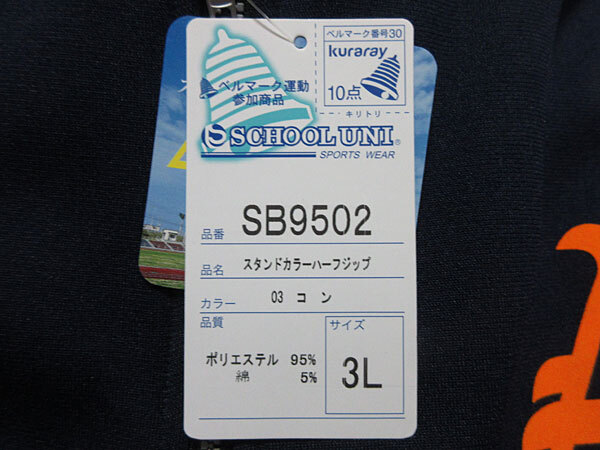 ベルマーク運動
参加商品
ベルマーク番号30
kuraray
10点
キリトリ
S SCHOOL UNI®
SPORTS WEAR
品番 SB9502
品名 スタンドカラーハーフジップ
カラー 03 コン
品質
ポリエステル 95%
綿 5%
サイズ
3L